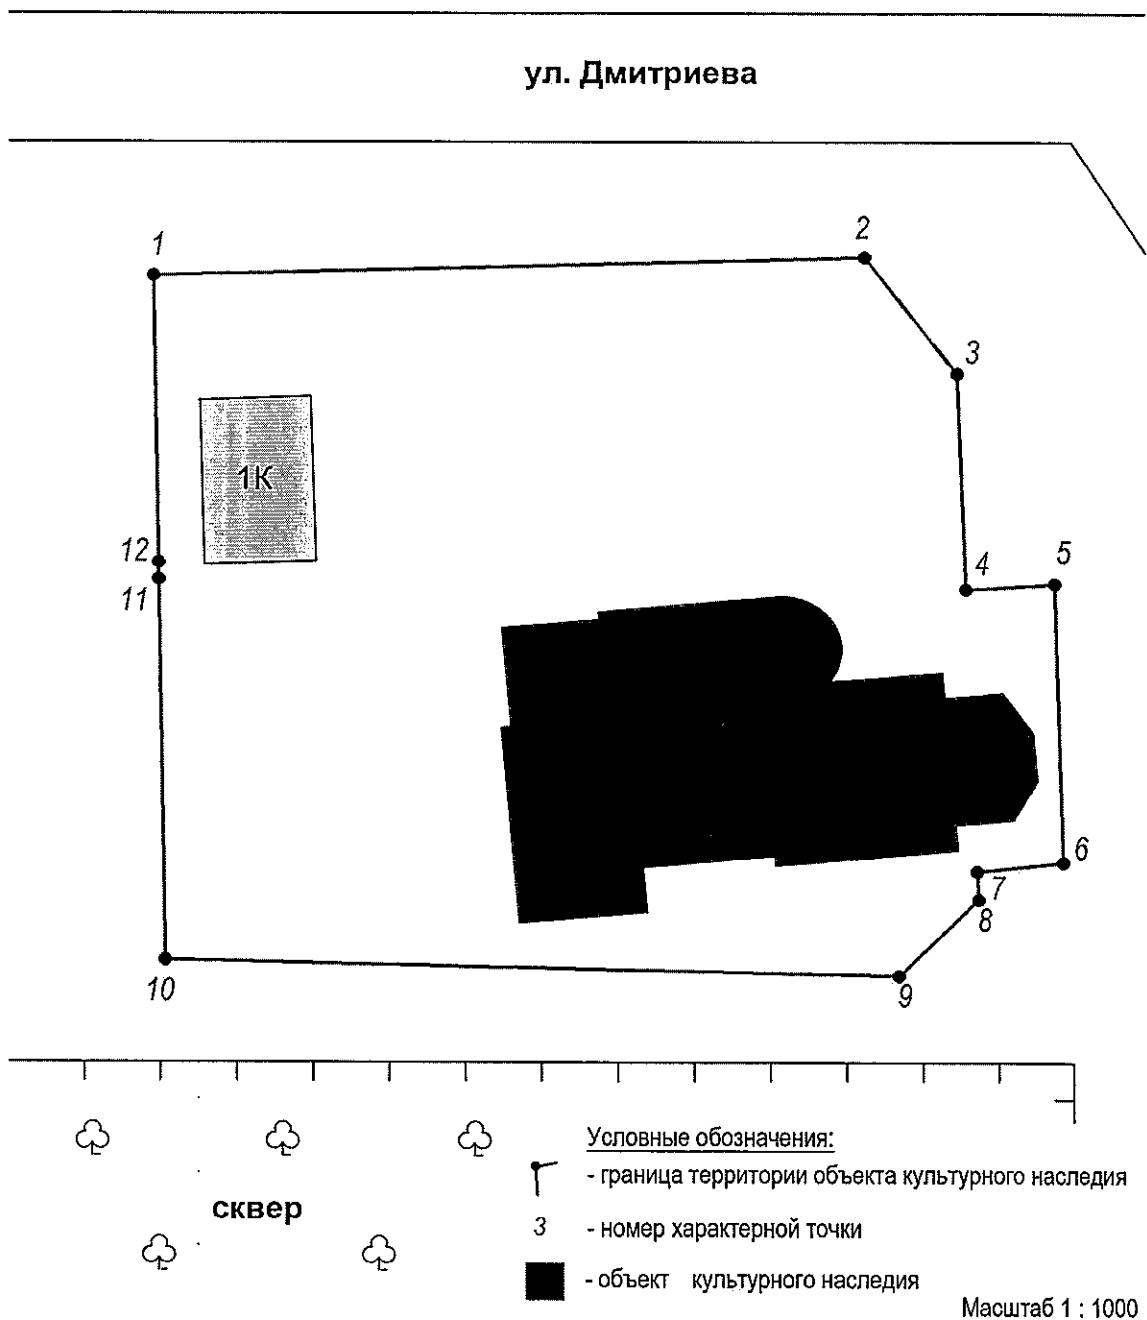 ул. Дмитриева
1
2
3
1К
12
11
4
5
6
7
8
10
9
Условные обозначения:
- граница территории объекта культурного наследия
сквер
3 - номер характерной точки
- объект культурного наследия
Масштаб 1 : 1000